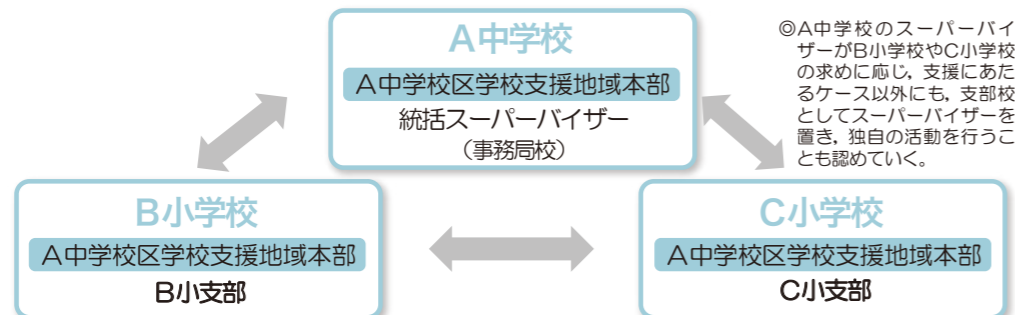 A中学校
A中学校区学校支援地域本部
統括スーパーバイザー
(事務局校)
◎A中学校のスーパーバイ
ザーがB小学校やC小学校
の求めに応じ,支援にあた
るケース以外にも,支部校
としてスーパーバイザーを
置き,独自の活動を行うこ
とも認めていく。
B小学校
A中学校区学校支援地域本部
B小支部
C小学校
A中学校区学校支援地域本部
C小支部